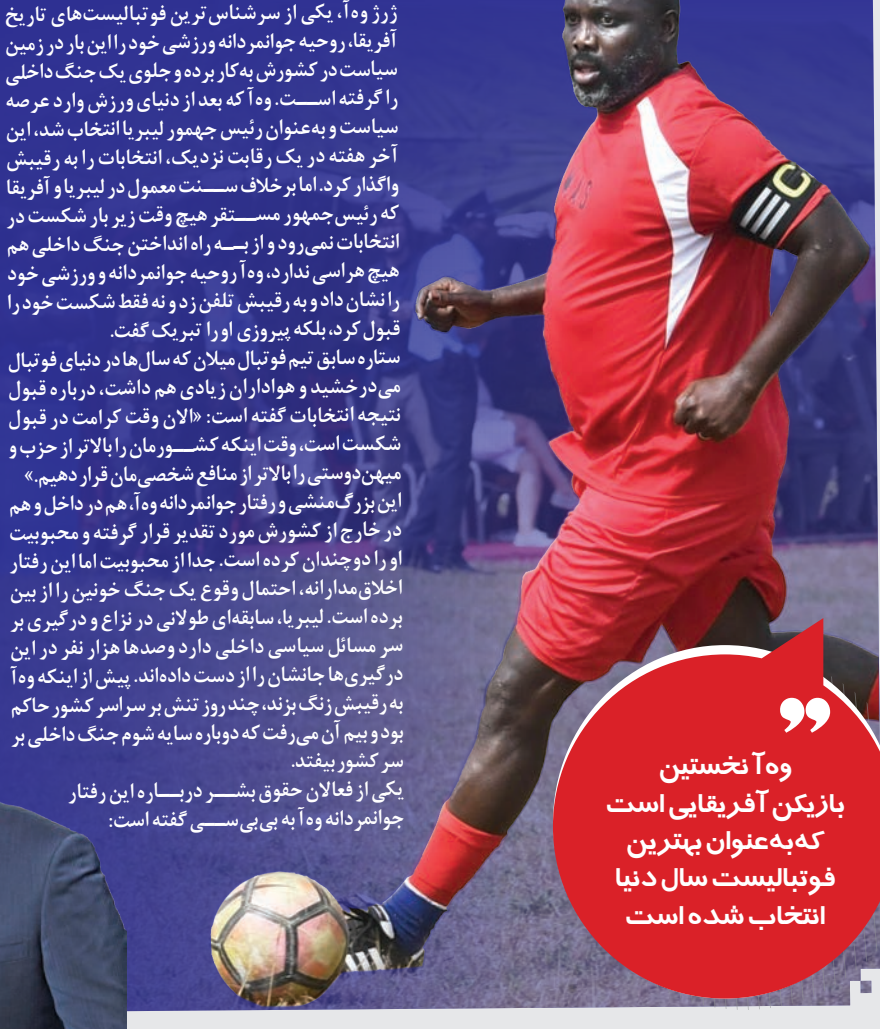 ژرژ وه‌آ، یکی از سرشناس‌ترین فوتبالیست‌های تاریخ
آفریقا، روحیه جوانمردانه ورزشی خود را این بار در زمین
سیاست در کشورش به‌کار برده و جلوی یک جنگ داخلی
را گرفته است. وه‌آ که بعد از دنیای ورزش وارد عرصه
سیاست و به‌عنوان رئیس جهمور لیبریا انتخاب شد، این
آخر هفته در یک رقابت نزدیک، انتخابات را به رقیبش
واگذار کرد. اما برخلاف سنت معمول در لیبریا و آفریقا
که رئیس‌جمهور مستقر هیچ وقت زیر بار شکست در
انتخابات نمی‌رود و از به راه انداختن جنگ داخلی هم
هیچ هراسی ندارد، وه‌آ روحیه جوانمردانه و ورزشی خود
را نشان داد و به رقیبش تلفن زد و نه فقط شکست خود را
قبول کرد، بلکه پیروزی او را تبریک گفت.
ستاره سابق تیم فوتبال میلان که سال‌ها در دنیای فوتبال
می‌درخشید و هواداران زیادی هم داشت، درباره قبول
نتیجه انتخابات گفته است: «الان وقت کرامت در قبول
شکست است، وقت اینکه کشورمان را بالاتر از حزب و
میهن‌دوستی را بالاتر از منافع شخصی‌مان قرار دهیم.»
این بزرگ‌منشی و رفتار جوانمردانه وه‌آ، هم در داخل و هم
در خارج از کشورش مورد تقدیر قرار گرفته و محبوبیت
او را دوچندان کرده است. جدا از محبوبیت اما این رفتار
اخلاق‌مدارانه، احتمال وقوع یک جنگ خونین را از بین
برده است. لیبریا، سابقه‌ای طولانی در نزاع و درگیری بر
سر مسائل سیاسی داخلی دارد وصدها هزار نفر در این
درگیری‌ها جانشان را از دست داده‌اند. پیش از اینکه وه‌آ
به رقیبش زنگ بزند، چند روز تنش بر سراسر کشور حاکم
بود و بیم آن می‌رفت که دوباره سایه شوم جنگ داخلی بر
سر کشور بیفتد.
یکی از فعالان حقوق بشر درباره این رفتار
جوانمردانه وه‌آ به بی‌بی‌سی گفته است:
C
”
وه‌آ نخستین
بازیکن آفریقایی است
که‌به‌عنوان بهترین
فوتبالیست سال دنیا
انتخاب شده است